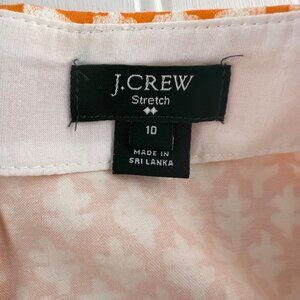 J.CREW
Stretch
10
MADE IN
SRI LANKA